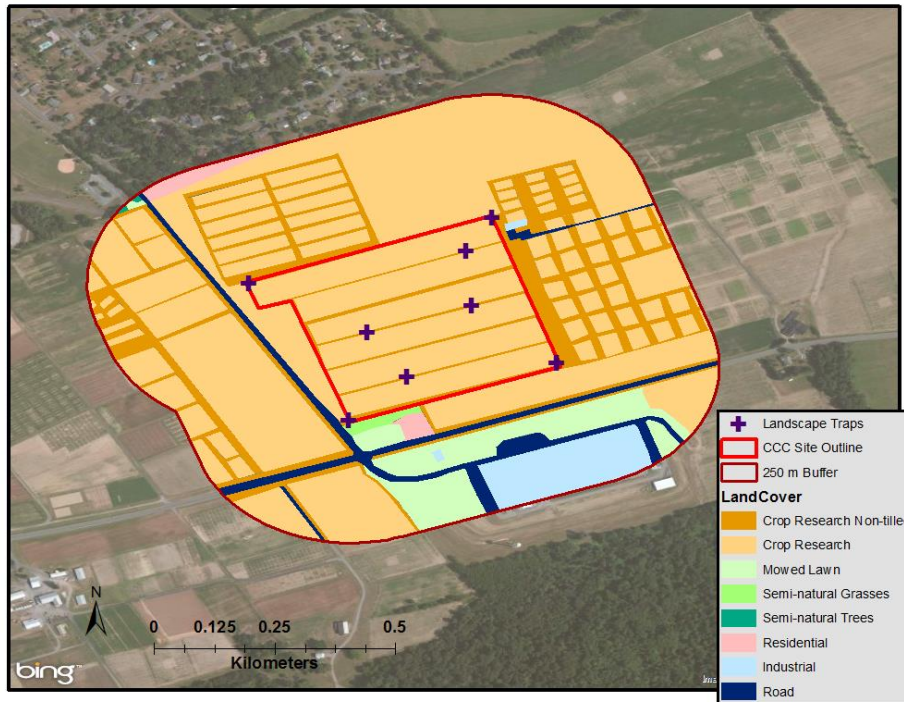 Landscape Traps
CCC Site Outline
250 m Buffer
LandCover
Crop Research Non-tille
Crop Research
Mowed Lawn
Semi-natural Grasses
Semi-natural Trees
Residential
Industrial
Road
N
0 0.125 0.25 0.5
Kilometers
bing